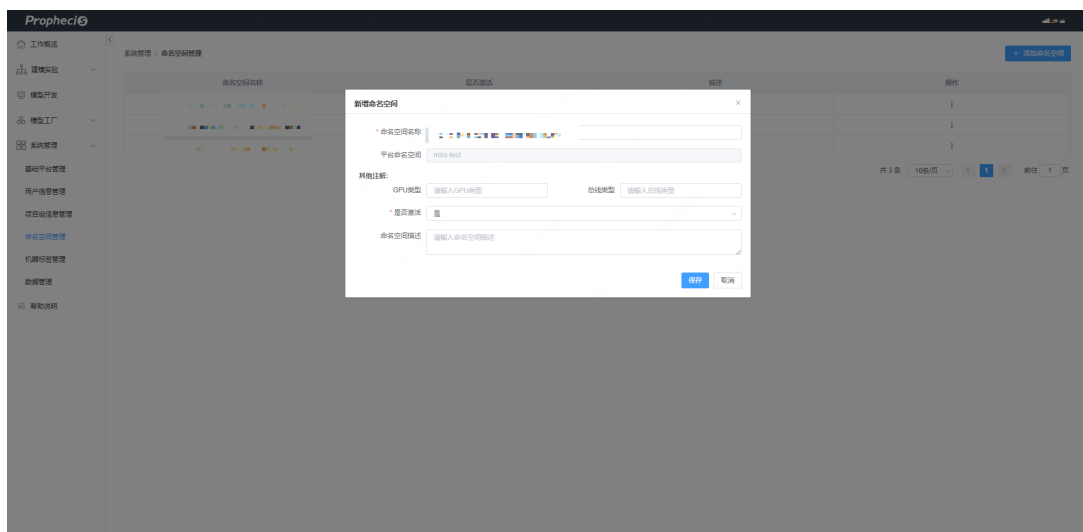 Prophecis
工作概览
系统管理 / 命名空间管理
+ 添加命名空间
建模实验
命名空间名称 是否激活 描述 操作
模型开发
模型工厂
系统管理
基础平台管理
用户信息管理
项目组信息管理
命名空间管理
机器标签管理
数据管理
帮助说明
新增命名空间
* 命名空间名称
平台命名空间 mlss-test
其他注解:
GPU类型 请输入GPU类型 总线类型 请输入总线类型
* 是否激活 是
命名空间描述 请输入命名空间描述
保存 取消
共 3 条 10条/页 < 1 > 前往 1 页